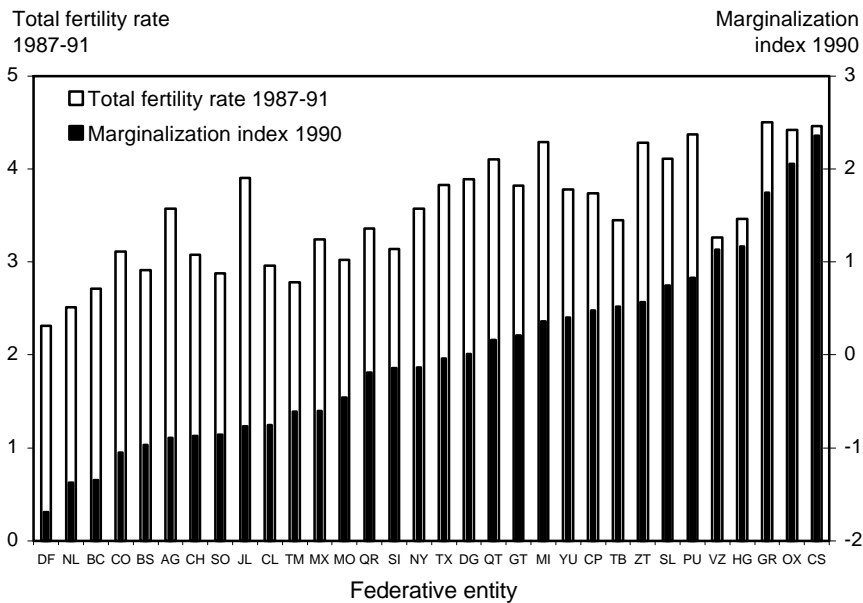 Total fertility rate
1987-91
Marginalization
index 1990
5
4
3
2
1
0
3
2
1
0
-1
-2
Total fertility rate 1987-91
Marginalization index 1990
DF NL BC CO BS AG CH SO JL CL TM MX MO QR SI NY TX DG QT GT MI YU CP TB ZT SL PU VZ HG GR OX CS
Federative entity